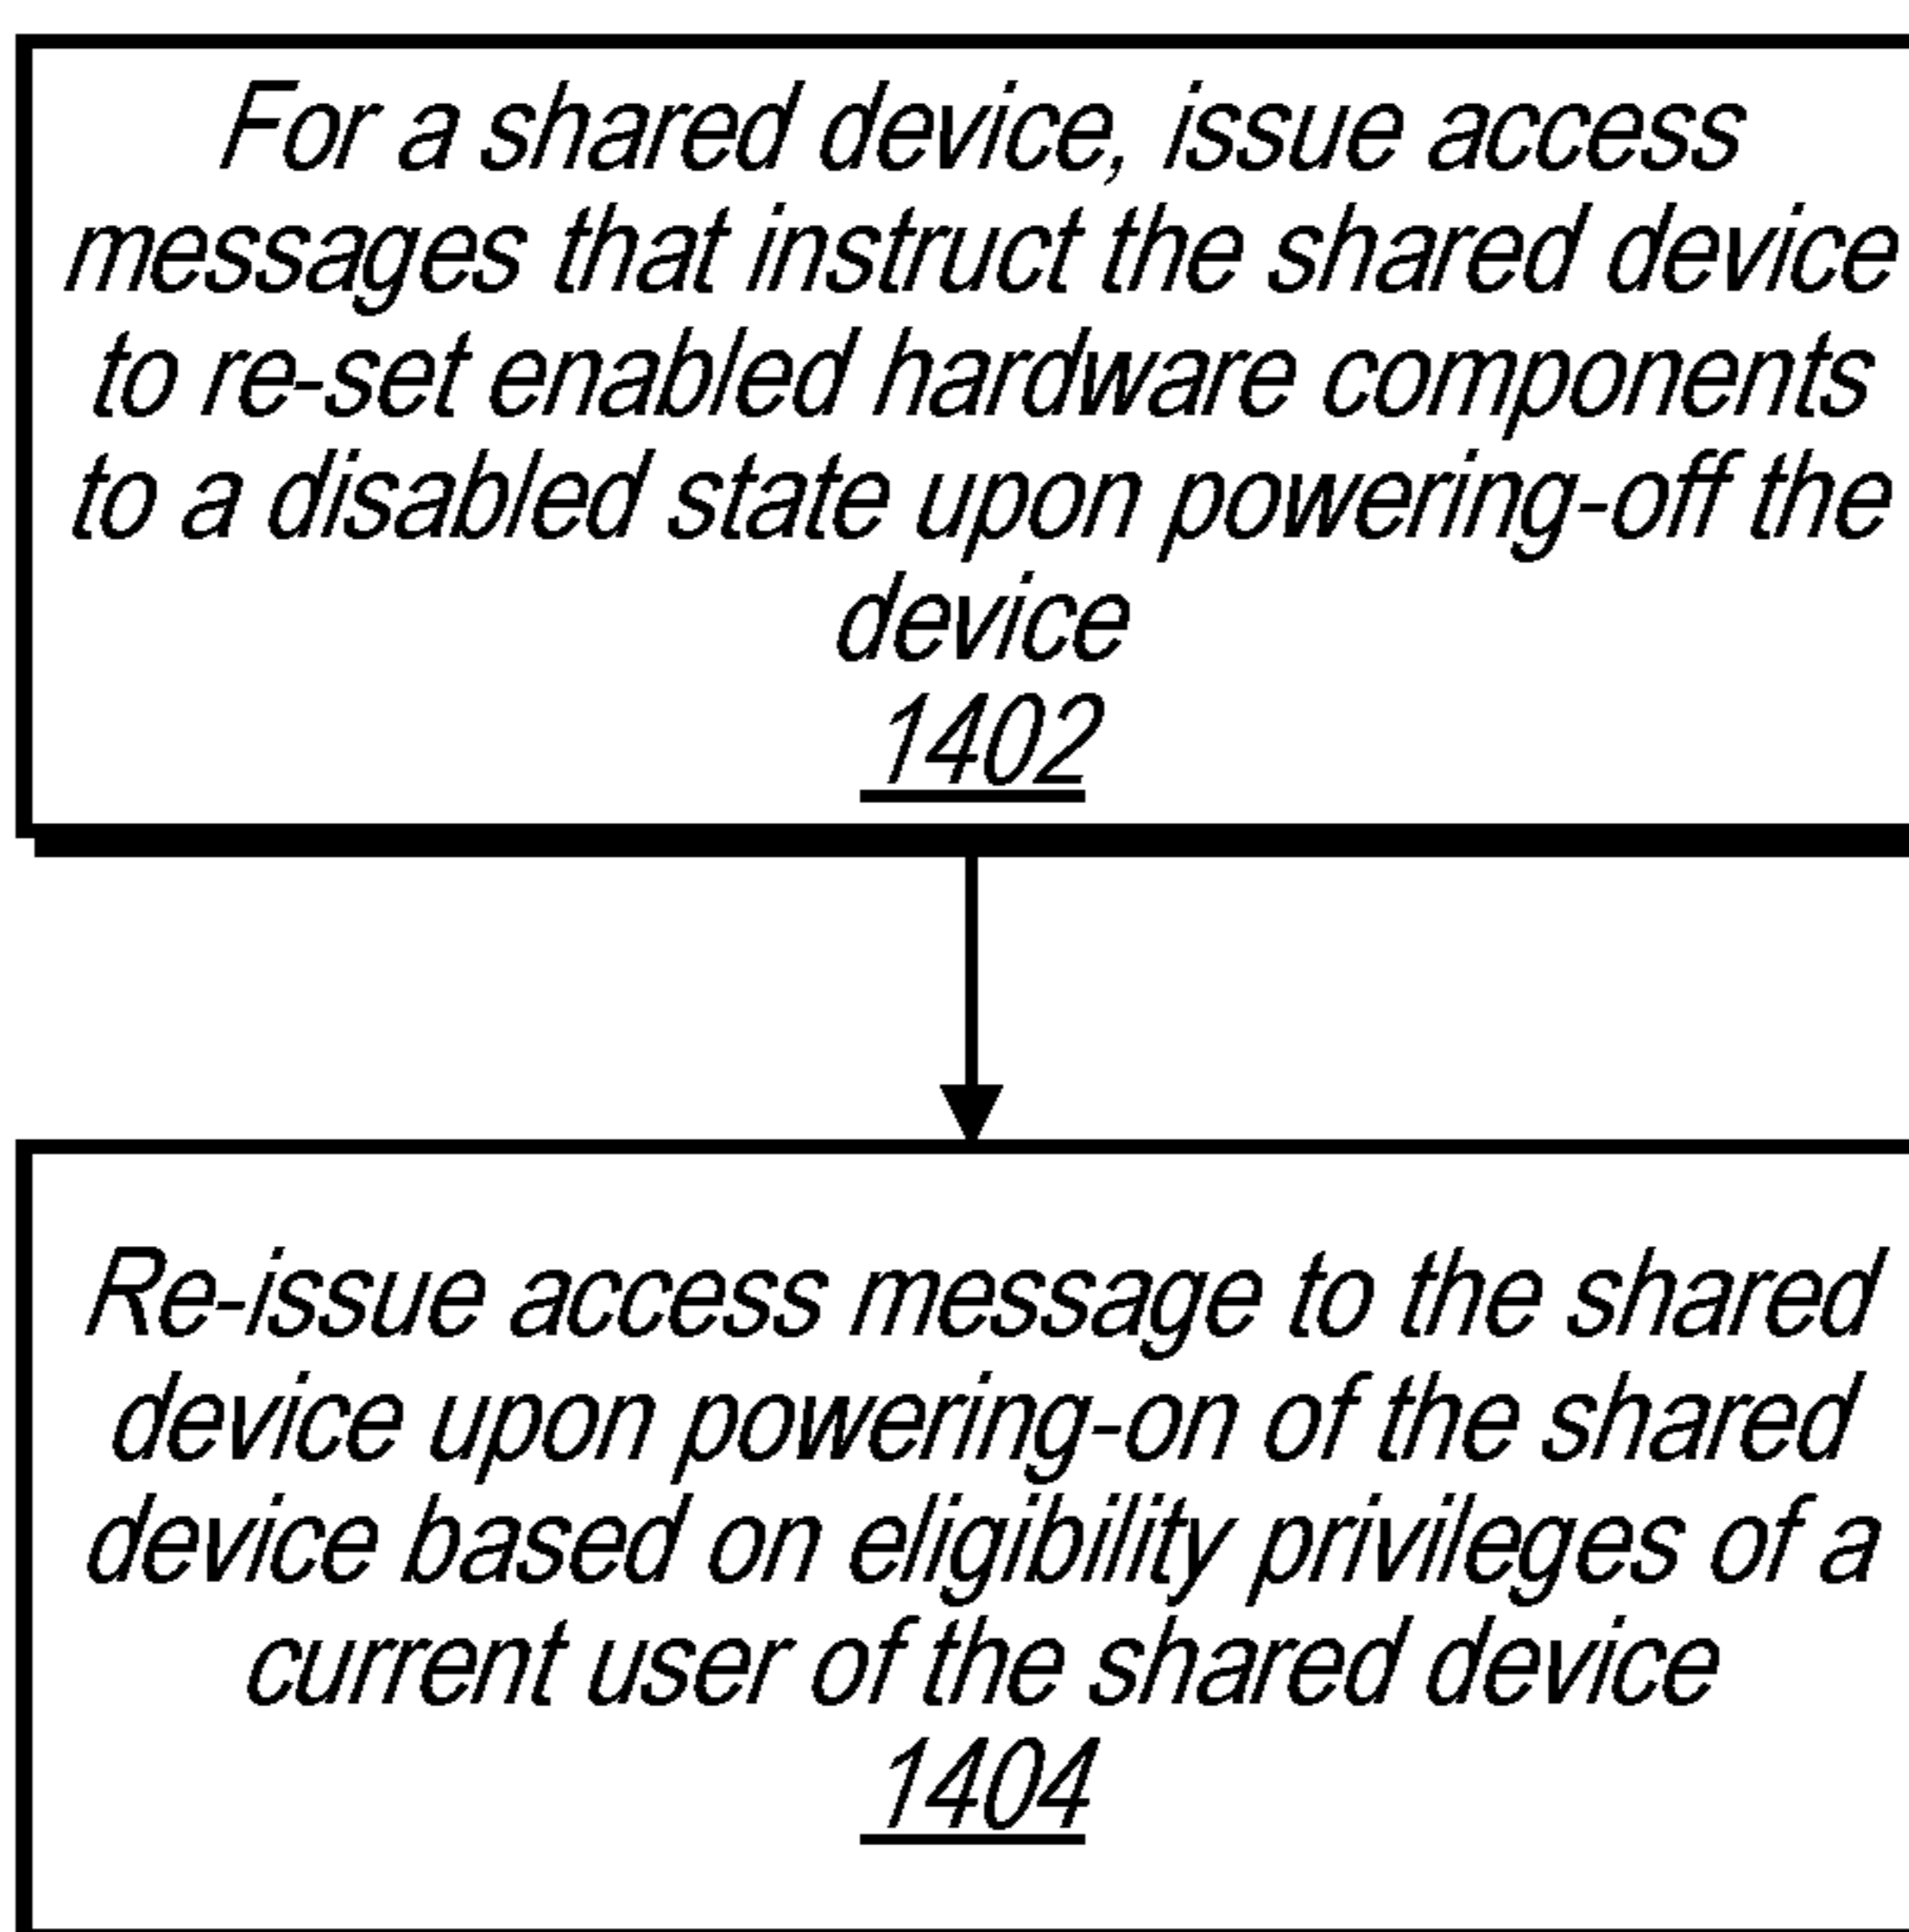 For a shared device, issue access
messages that instruct the shared device
to re-set enabled hardware components
to a disabled state upon powering-off the
device
1402
Re-issue access message to the shared
device upon powering-on of the shared
device based on eligibility privileges of a
current user of the shared device
1404